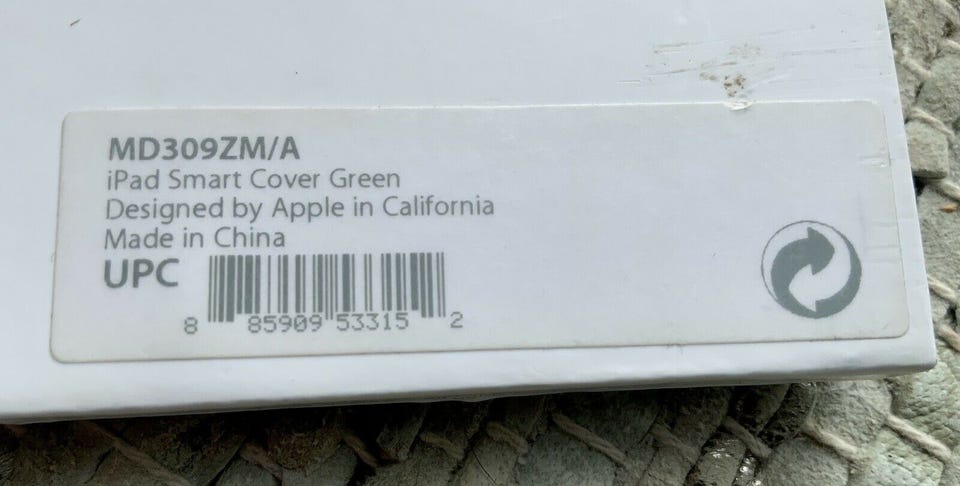 MD309ZM/A
iPad Smart Cover Green
Designed by Apple in California
Made in China
UPC
8 85909 53315 2